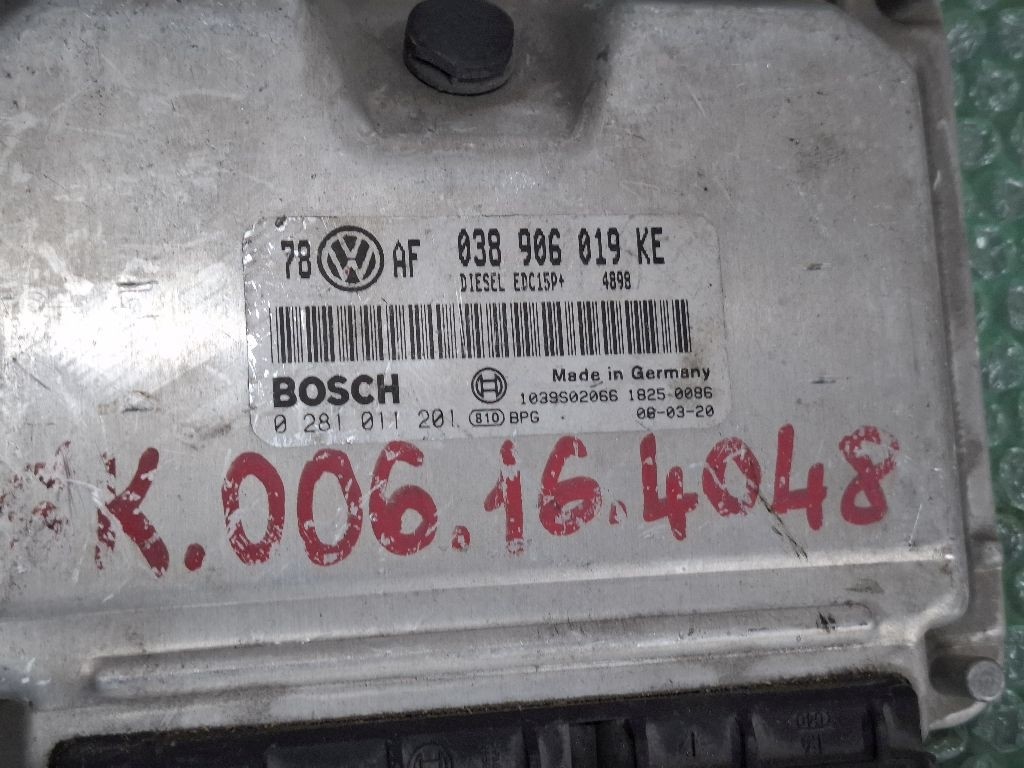 78 VW AF 038 906 019 KE
DIESEL EDC15P+ 4898
BOSCH
Made in Germany
1039S02066 1825 0086
0 281 011 201 810 BPG 08-03-20
K.006.16.4048